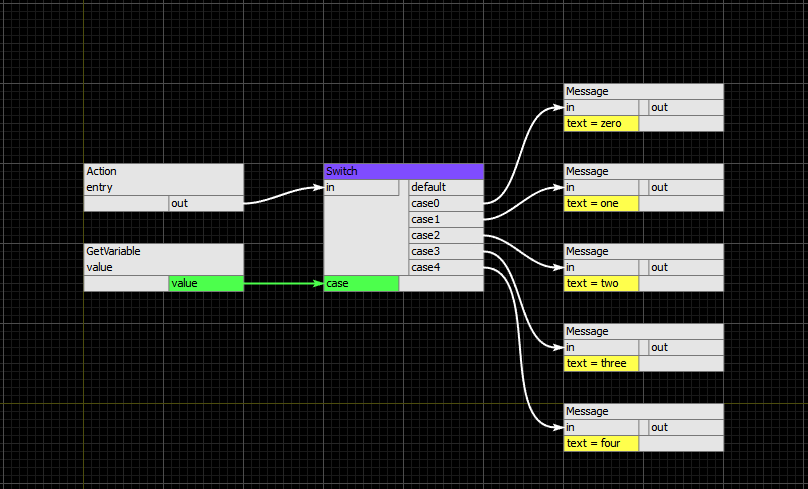 Action
entry
out
GetVariable
value
value
Switch
in
default
case0
case1
case2
case3
case4
case
Message
in
out
text = zero
Message
in
out
text = one
Message
in
out
text = two
Message
in
out
text = three
Message
in
out
text = four